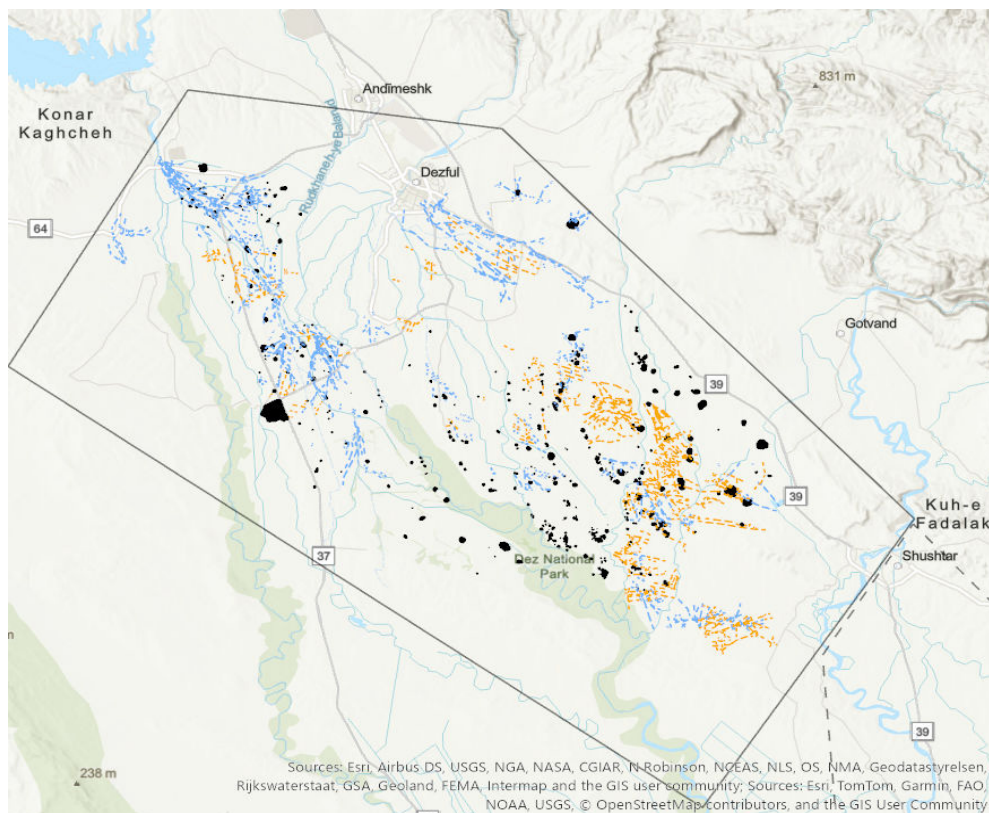 831 m
Andīmeshk
Konar
Kaghcheh
Rudkhaneh-ye Balarud
Dezful
64
Gotvand
39
39
Kuh-e
Fadalak
Shushtar
37
Dez National
Park
39
238 m
Sources: Esri, Airbus DS, USGS, NGA, NASA, CGIAR, N Robinson, NCEAS, NLS, OS, NMA, Geodatastyrelsen,
Rijkswaterstaat, GSA, Geoland, FEMA, Intermap and the GIS user community; Sources: Esri, TomTom, Garmin, FAO,
NOAA, USGS, © OpenStreetMap contributors, and the GIS User Community